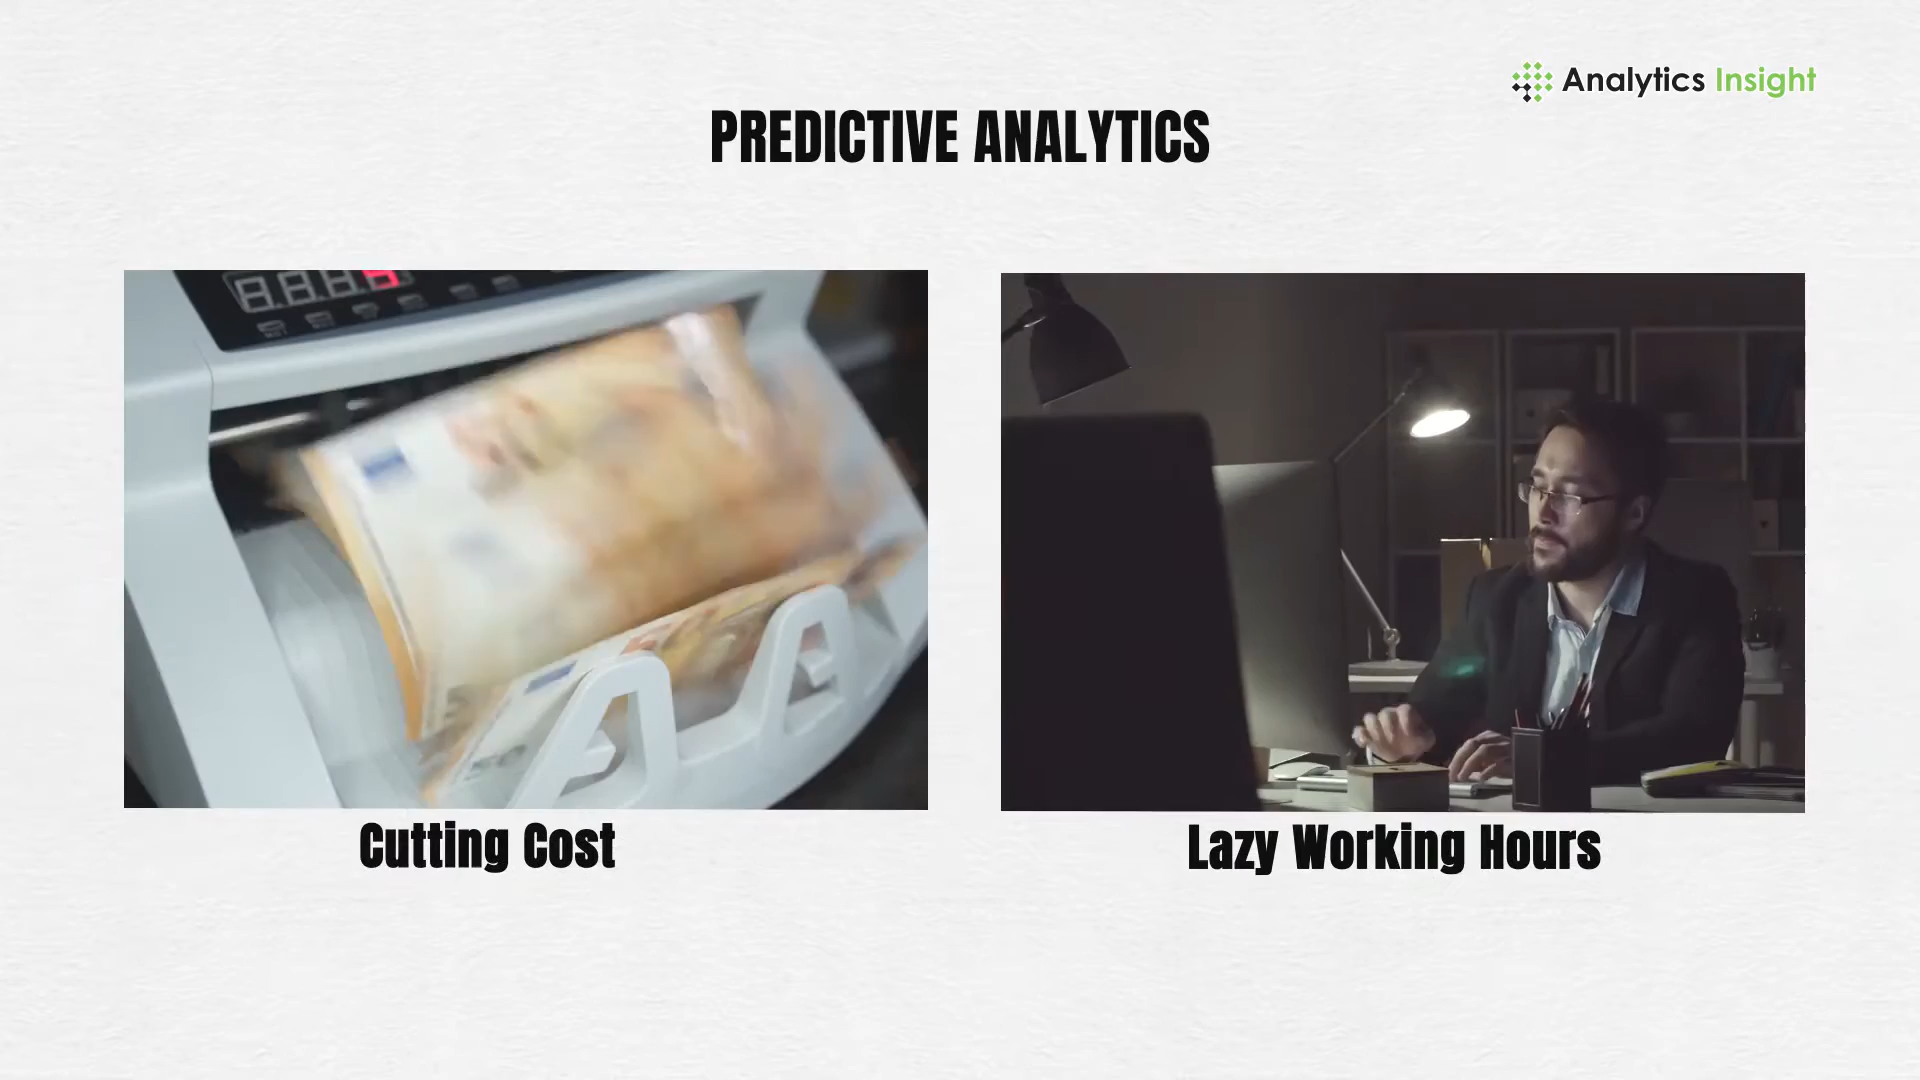 Analytics Insight
PREDICTIVE ANALYTICS
Cutting Cost
Lazy Working Hours